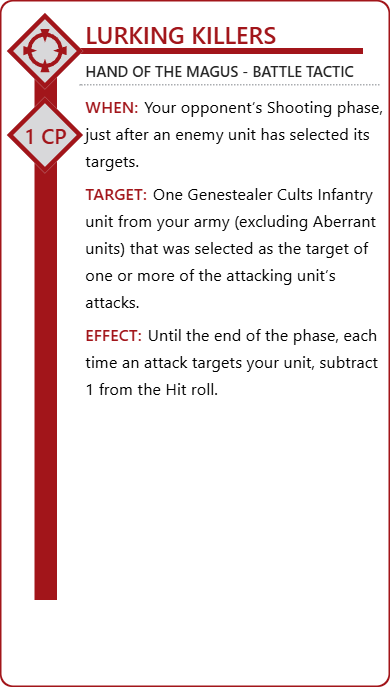 LURKING KILLERS
HAND OF THE MAGUS - BATTLE TACTIC
1 CP
WHEN: Your opponent’s Shooting phase,
just after an enemy unit has selected its
targets.
TARGET: One Genestealer Cults Infantry
unit from your army (excluding Aberrant
units) that was selected as the target of
one or more of the attacking unit’s
attacks.
EFFECT: Until the end of the phase, each
time an attack targets your unit, subtract
1 from the Hit roll.